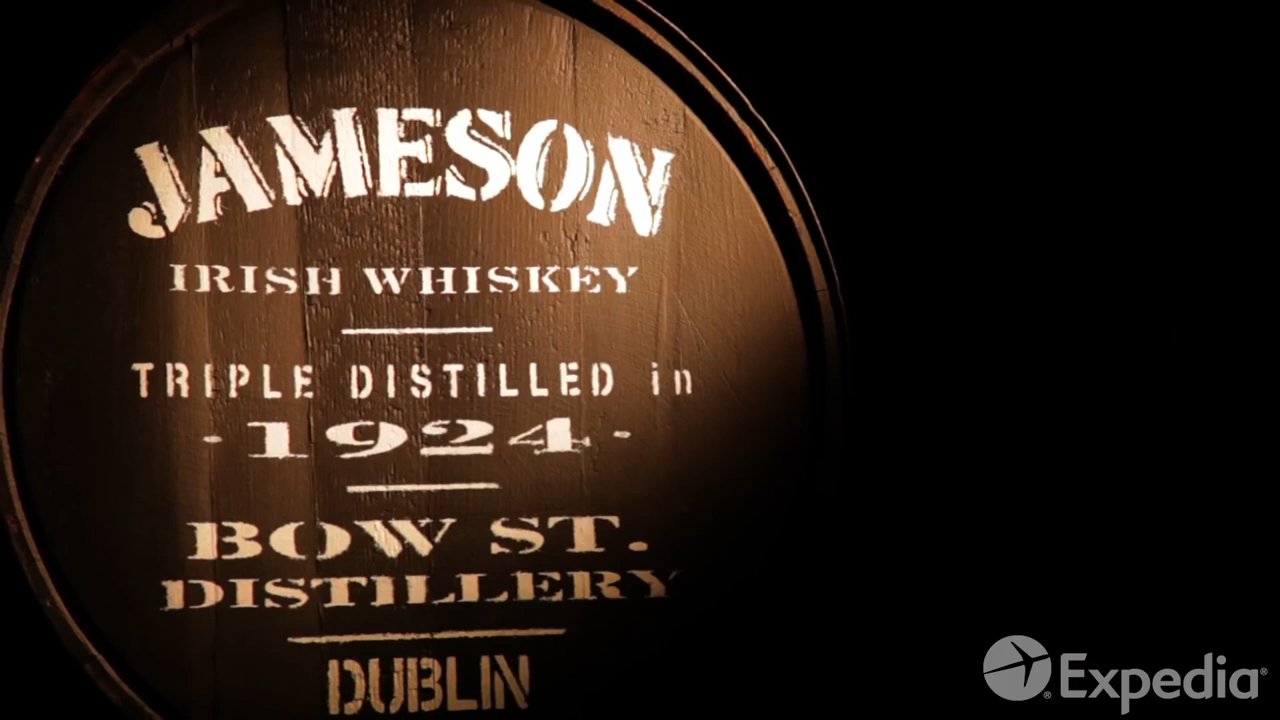 JAMESON
IRISH WHISKEY
TRIPLE DISTILLED in
·1924·
BOW ST.
DISTILLERY
DUBLIN
Expedia®